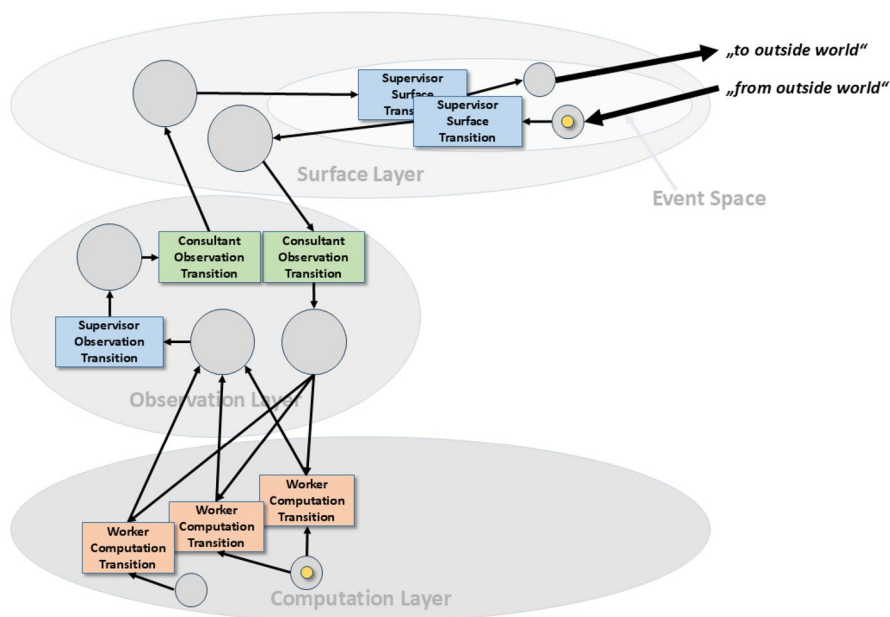 „to outside world“
Supervisor
Surface
Transition
„from outside world“
Supervisor
Surface
Transition
Surface Layer
Event Space
Consultant
Observation
Transition
Consultant
Observation
Transition
Supervisor
Observation
Transition
Observation Layer
Worker
Computation
Transition
Worker
Computation
Transition
Worker
Computation
Transition
Computation Layer